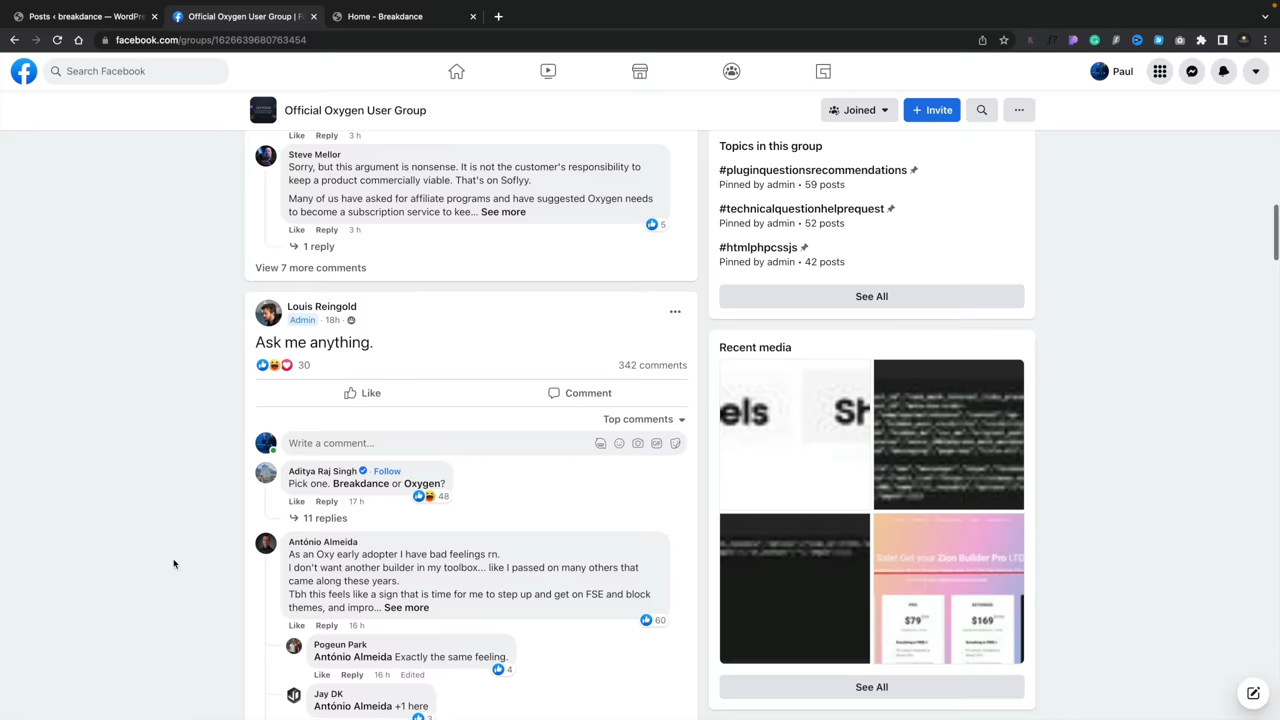 Posts ‹ breakdance — WordPr
Official Oxygen User Group | F
Home - Breakdance
facebook.com/groups/1626639680763454
Search Facebook
Paul
Official Oxygen User Group
Joined
+ Invite
Like Reply 3 h
Steve Mellor
Sorry, but this argument is nonsense. It is not the customer's responsibility to
keep a product commercially viable. That's on Soflyy.
Many of us have asked for affiliate programs and have suggested Oxygen needs
to become a subscription service to kee... See more
5
Like Reply 3 h
1 reply
View 7 more comments
Louis Reingold
Admin · 18h ·
Ask me anything.
30
342 comments
Like
Comment
Top comments
Write a comment...
Aditya Raj Singh · Follow
Pick one. Breakdance or Oxygen?
48
Like Reply 17 h
11 replies
António Almeida
As an Oxy early adopter I have bad feelings rn.
I don't want another builder in my toolbox... like I passed on many others that
came along these years.
Tbh this feels like a sign that is time for me to step up and get on FSE and block
themes, and impro... See more
60
Like Reply 16 h
Pogeun Park
António Almeida Exactly the same feeling.
4
Like Reply 16 h Edited
Jay DK
António Almeida +1 here
3
Topics in this group
#pluginquestionsrecommendations
Pinned by admin · 59 posts
#technicalquestionhelprequest
Pinned by admin · 52 posts
#htmlphpcssjs
Pinned by admin · 42 posts
See All
Recent media
els Sh
Sale! Get your Zion Builder Pro LTD
$79
$169
See All